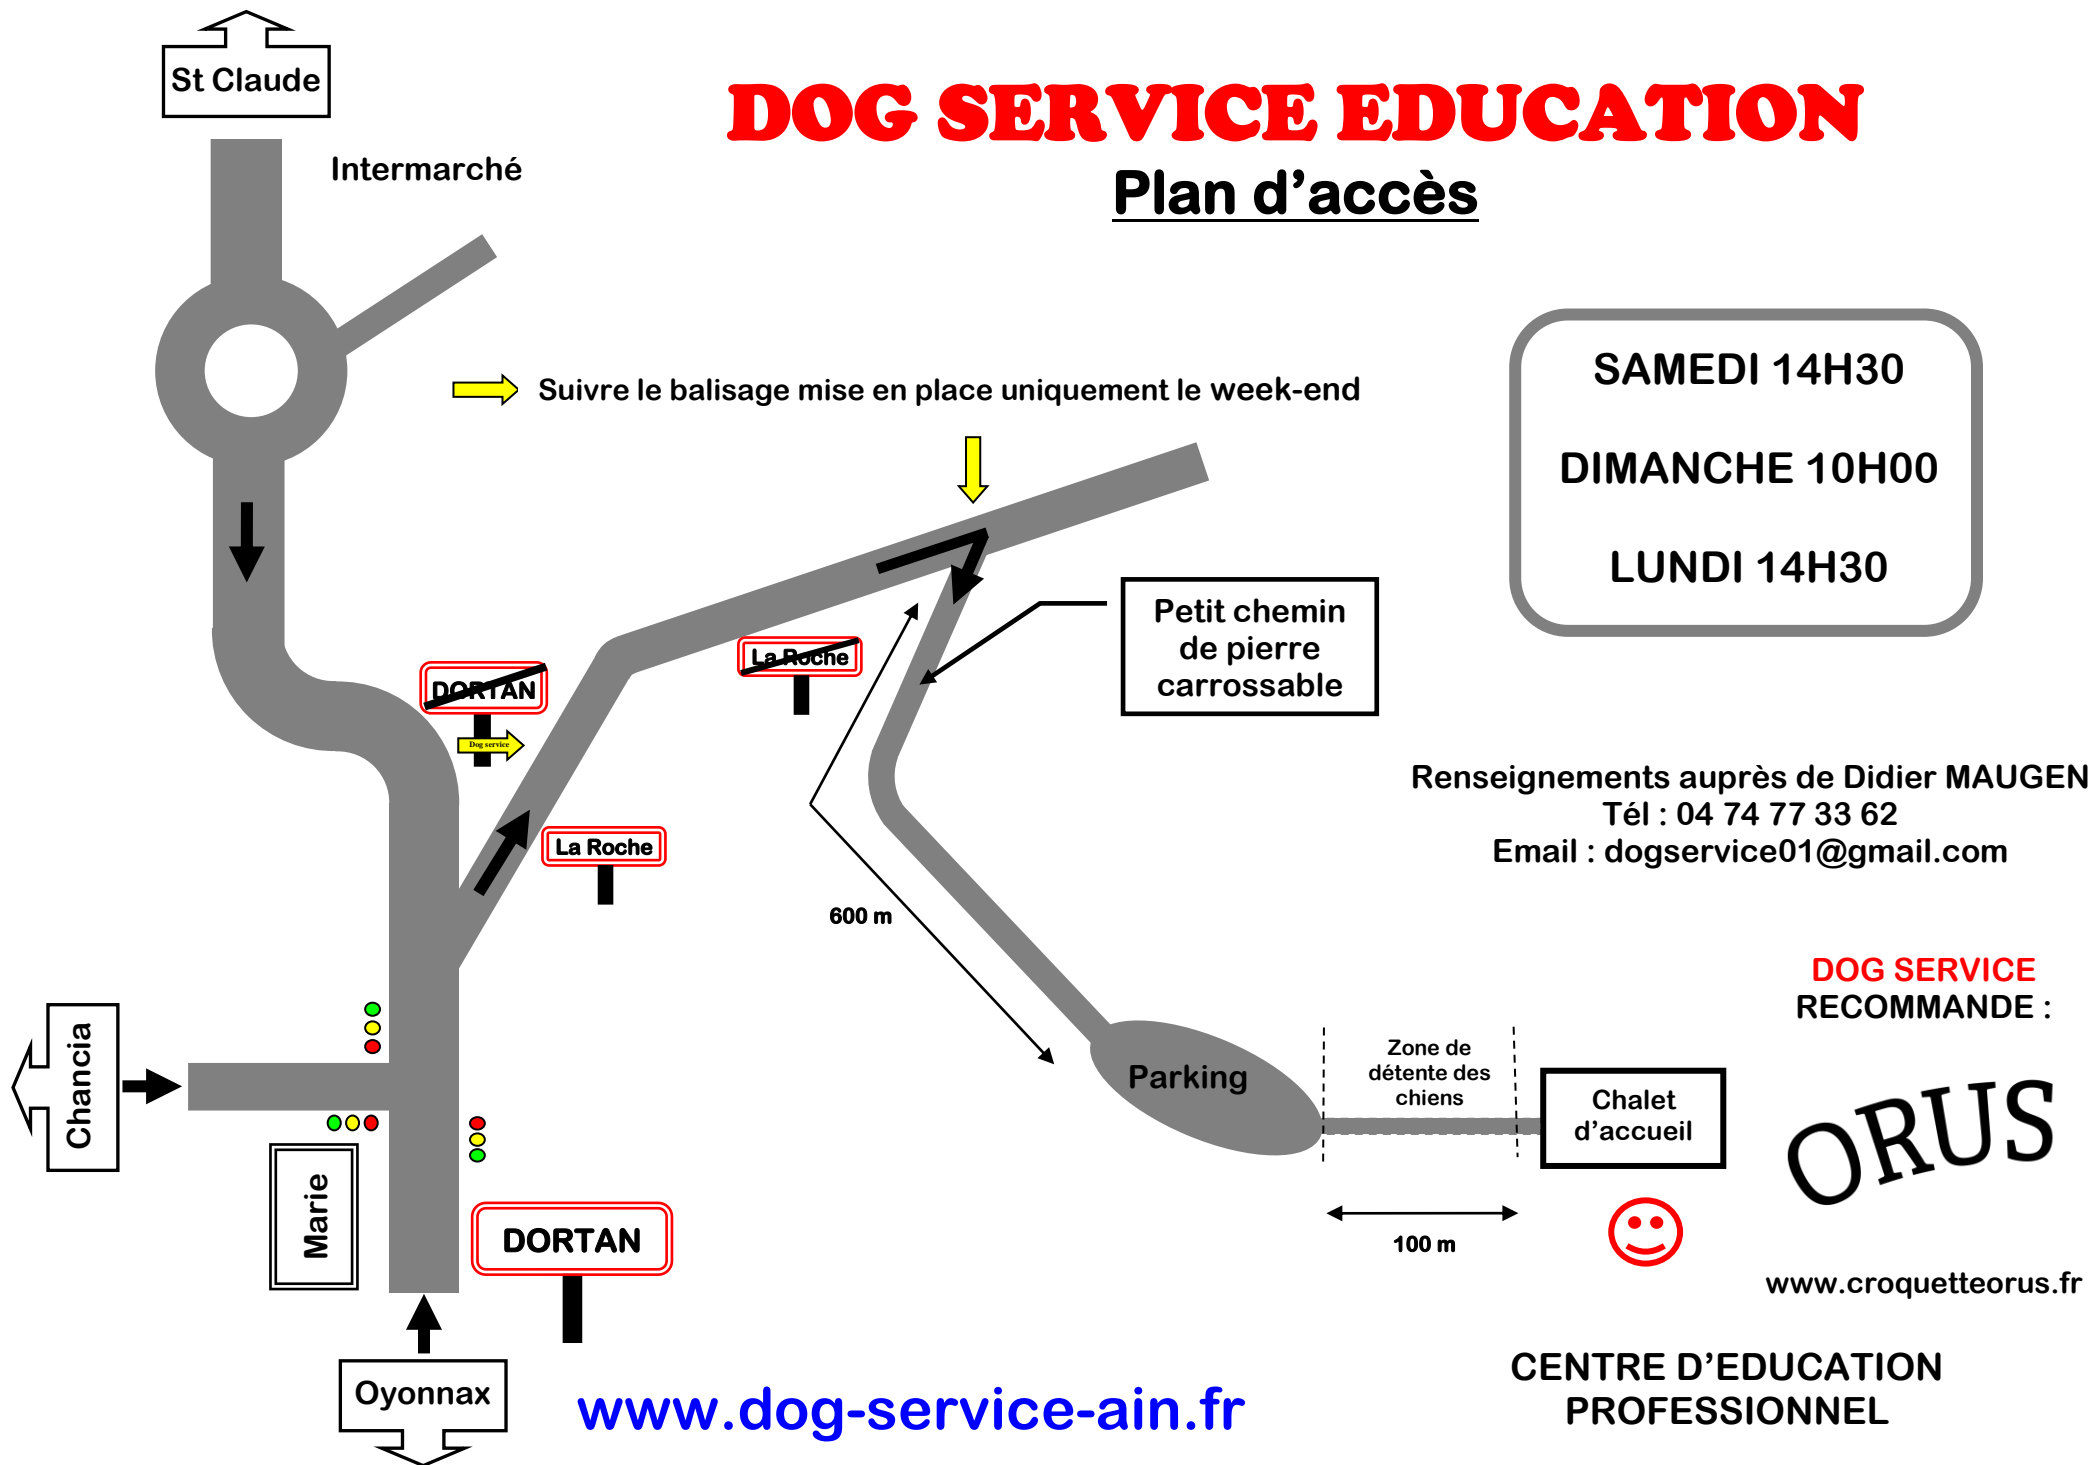 St Claude
DOG SERVICE EDUCATION
Plan d’accès
Intermarché
Suivre le balisage mise en place uniquement le week-end
SAMEDI 14H30
DIMANCHE 10H00
LUNDI 14H30
Petit chemin
de pierre
carrossable
La Roche
DORTAN
Dog service
La Roche
600 m
Renseignements auprès de Didier MAUGEN
Tél : 04 74 77 33 62
Email : dogservice01@gmail.com
DOG SERVICE
RECOMMANDE :
ORUS
www.croquetteorus.fr
Chancia
Marie
Parking
Zone de
détente des
chiens
Chalet
d’accueil
100 m
DORTAN
Oyonnax
www.dog-service-ain.fr
CENTRE D’EDUCATION
PROFESSIONNEL